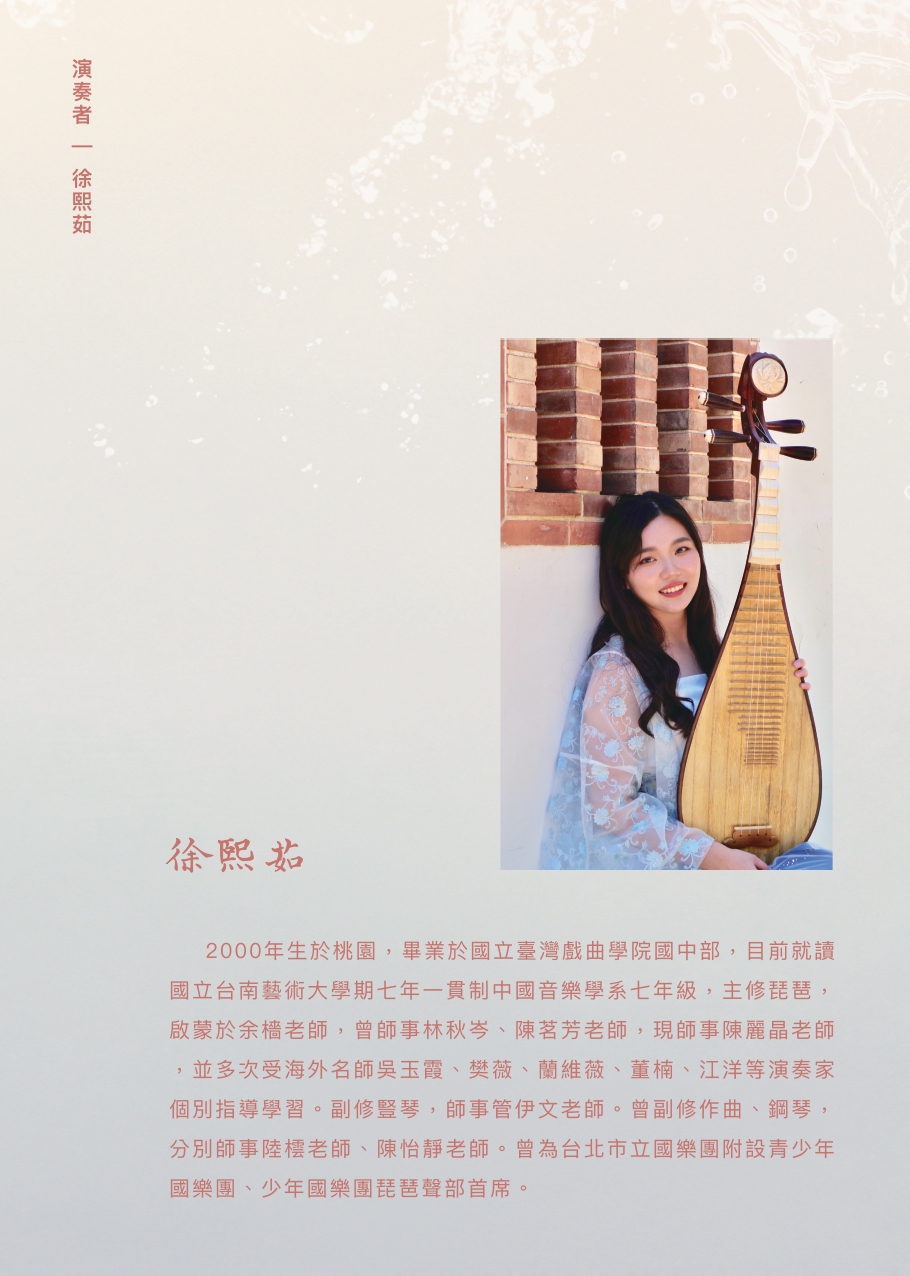 演奏者 — 徐熙茹
徐熙茹
2000年生於桃園，畢業於國立臺灣戲曲學院國中部，目前就讀
國立台南藝術大學期七年一貫制中國音樂學系七年級，主修琵琶，
啟蒙於余檣老師，曾師事林秋岑、陳茗芳老師，現師事陳麗晶老師
，並多次受海外名師吳玉霞、樊薇、蘭維薇、董楠、江洋等演奏家
個別指導學習。副修豎琴，師事管伊文老師。曾副修作曲、鋼琴，
分別師事陸橒老師、陳怡靜老師。曾為台北市立國樂團附設青少年
國樂團、少年國樂團琵琶聲部首席。